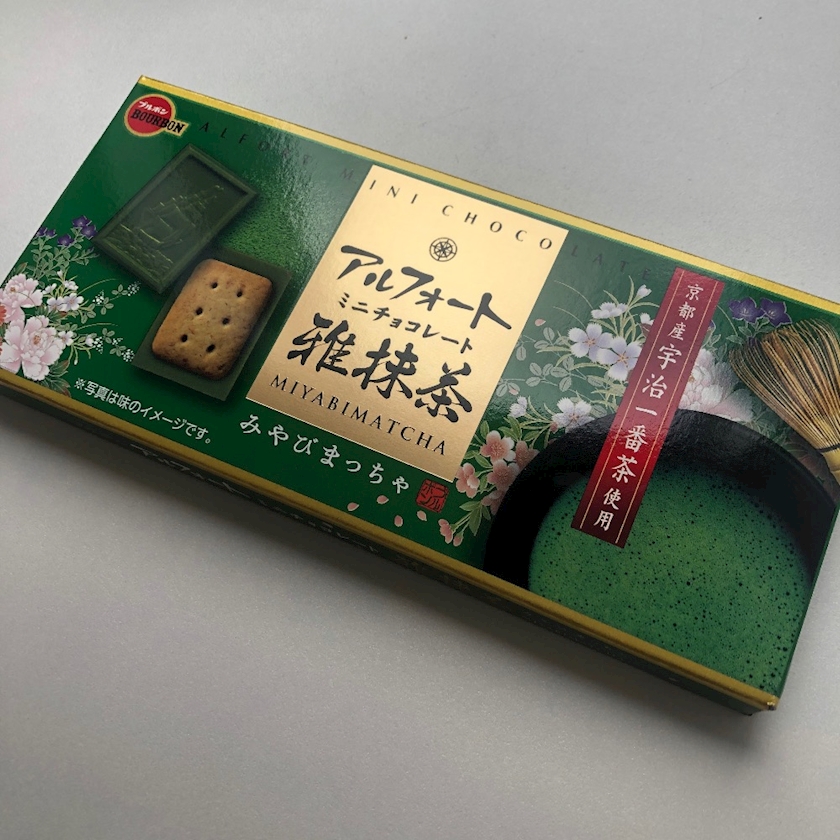 ブルボン
BOURBON
ALFORT MINI CHOCOLATE
アルフォート
ミニチョコレート
雅抹茶
MIYABIMATCHA
みやびまっちゃ
京都産宇治一番茶使用
※写真は味のイメージです。